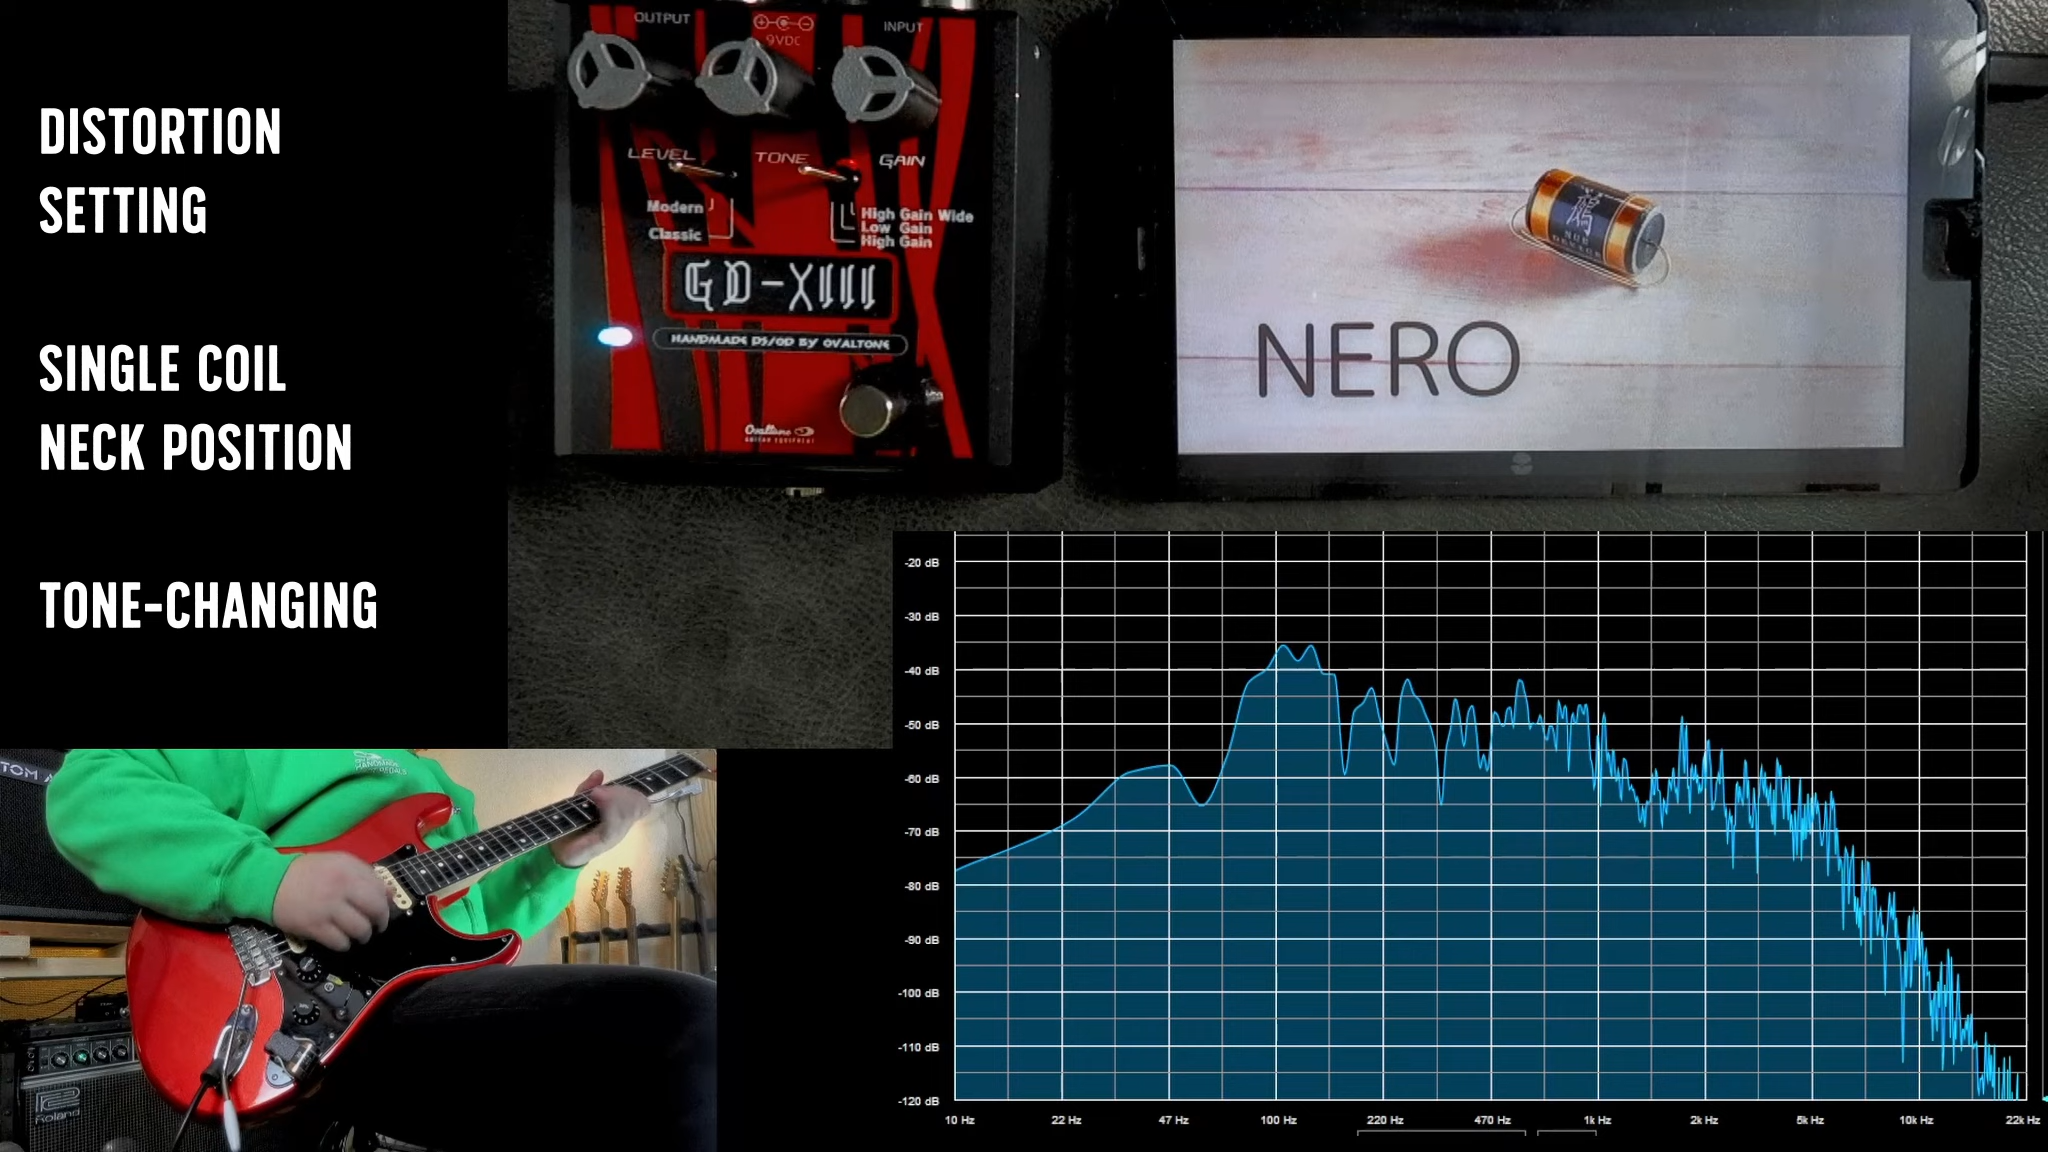 DISTORTION
SETTING
SINGLE COIL
NECK POSITION
TONE-CHANGING
OUTPUT
9VDC
INPUT
LEVEL
TONE
GAIN
Modern
Classic
High Gain Wide
Low Gain
High Gain
GD-XIII
HANDMADE DS/OD BY OVALTONE
Ovaltone
GUITAR EQUIPMENT
NERO
TOM A
Roland
-20 dB
-30 dB
-40 dB
-50 dB
-60 dB
-70 dB
-80 dB
-90 dB
-100 dB
-110 dB
-120 dB
10 Hz
22 Hz
47 Hz
100 Hz
220 Hz
470 Hz
1k Hz
2k Hz
5k Hz
10k Hz
22k Hz